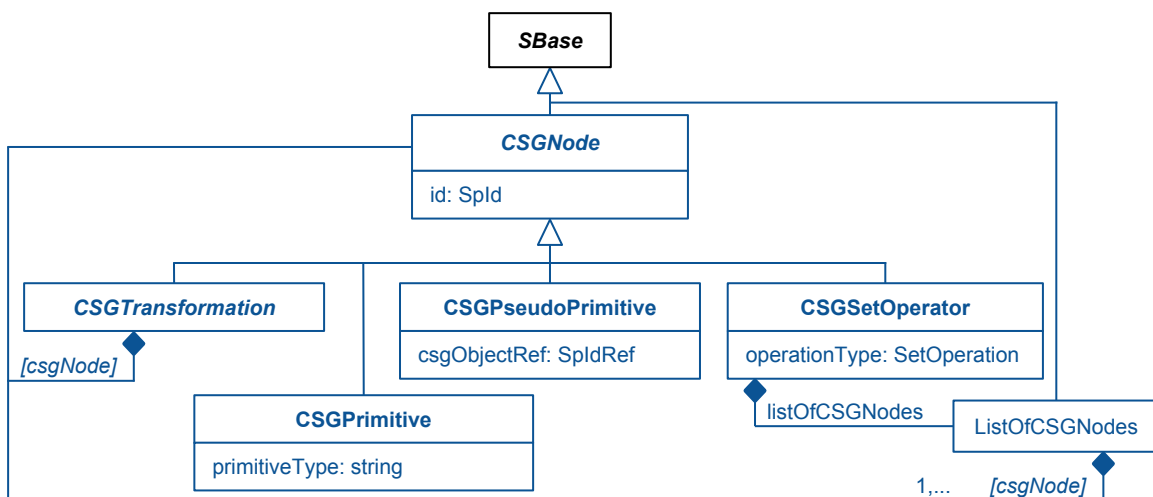 SBase
CSGNode
id: SpId
CSGTransformation
CSGPseudoPrimitive
CSGSetOperator
csgObjectRef: SpIdRef
operationType: SetOperation
[csgNode]
CSGPrimitive
listOfCSGNodes
ListOfCSGNodes
primitiveType: string
1,...
[csgNode]